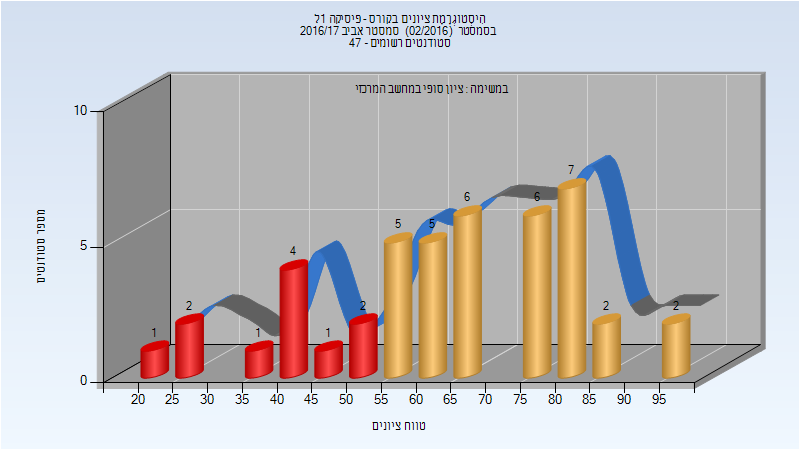 היסטוגרמת ציונים בקורס - פיסיקה 1ל
בסמסטר (02/2016) סמסטר אביב 2016/17
סטודנטים רשומים - 47
במשימה : ציון סופי במחשב המרכזי
מספר סטודנטים
10
5
0
1
2
1
4
1
2
5
5
6
6
7
2
2
20 25 30 35 40 45 50 55 60 65 70 75 80 85 90 95
טווח ציונים